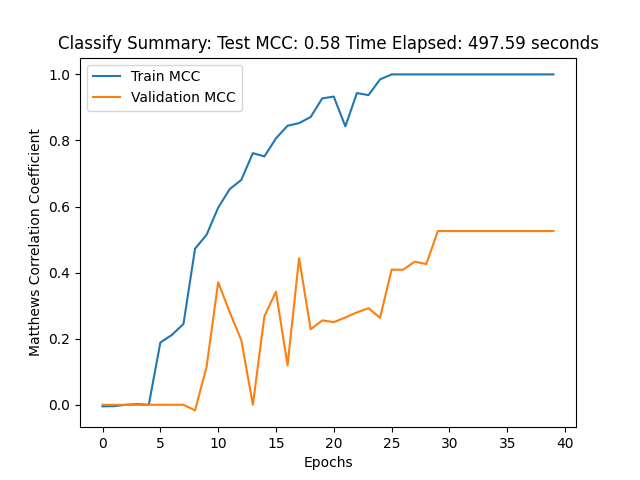 Classify Summary: Test MCC: 0.58 Time Elapsed: 497.59 seconds
Train MCC
Validation MCC
Matthews Correlation Coefficient
1.0
0.8
0.6
0.4
0.2
0.0
0 5 10 15 20 25 30 35 40
Epochs